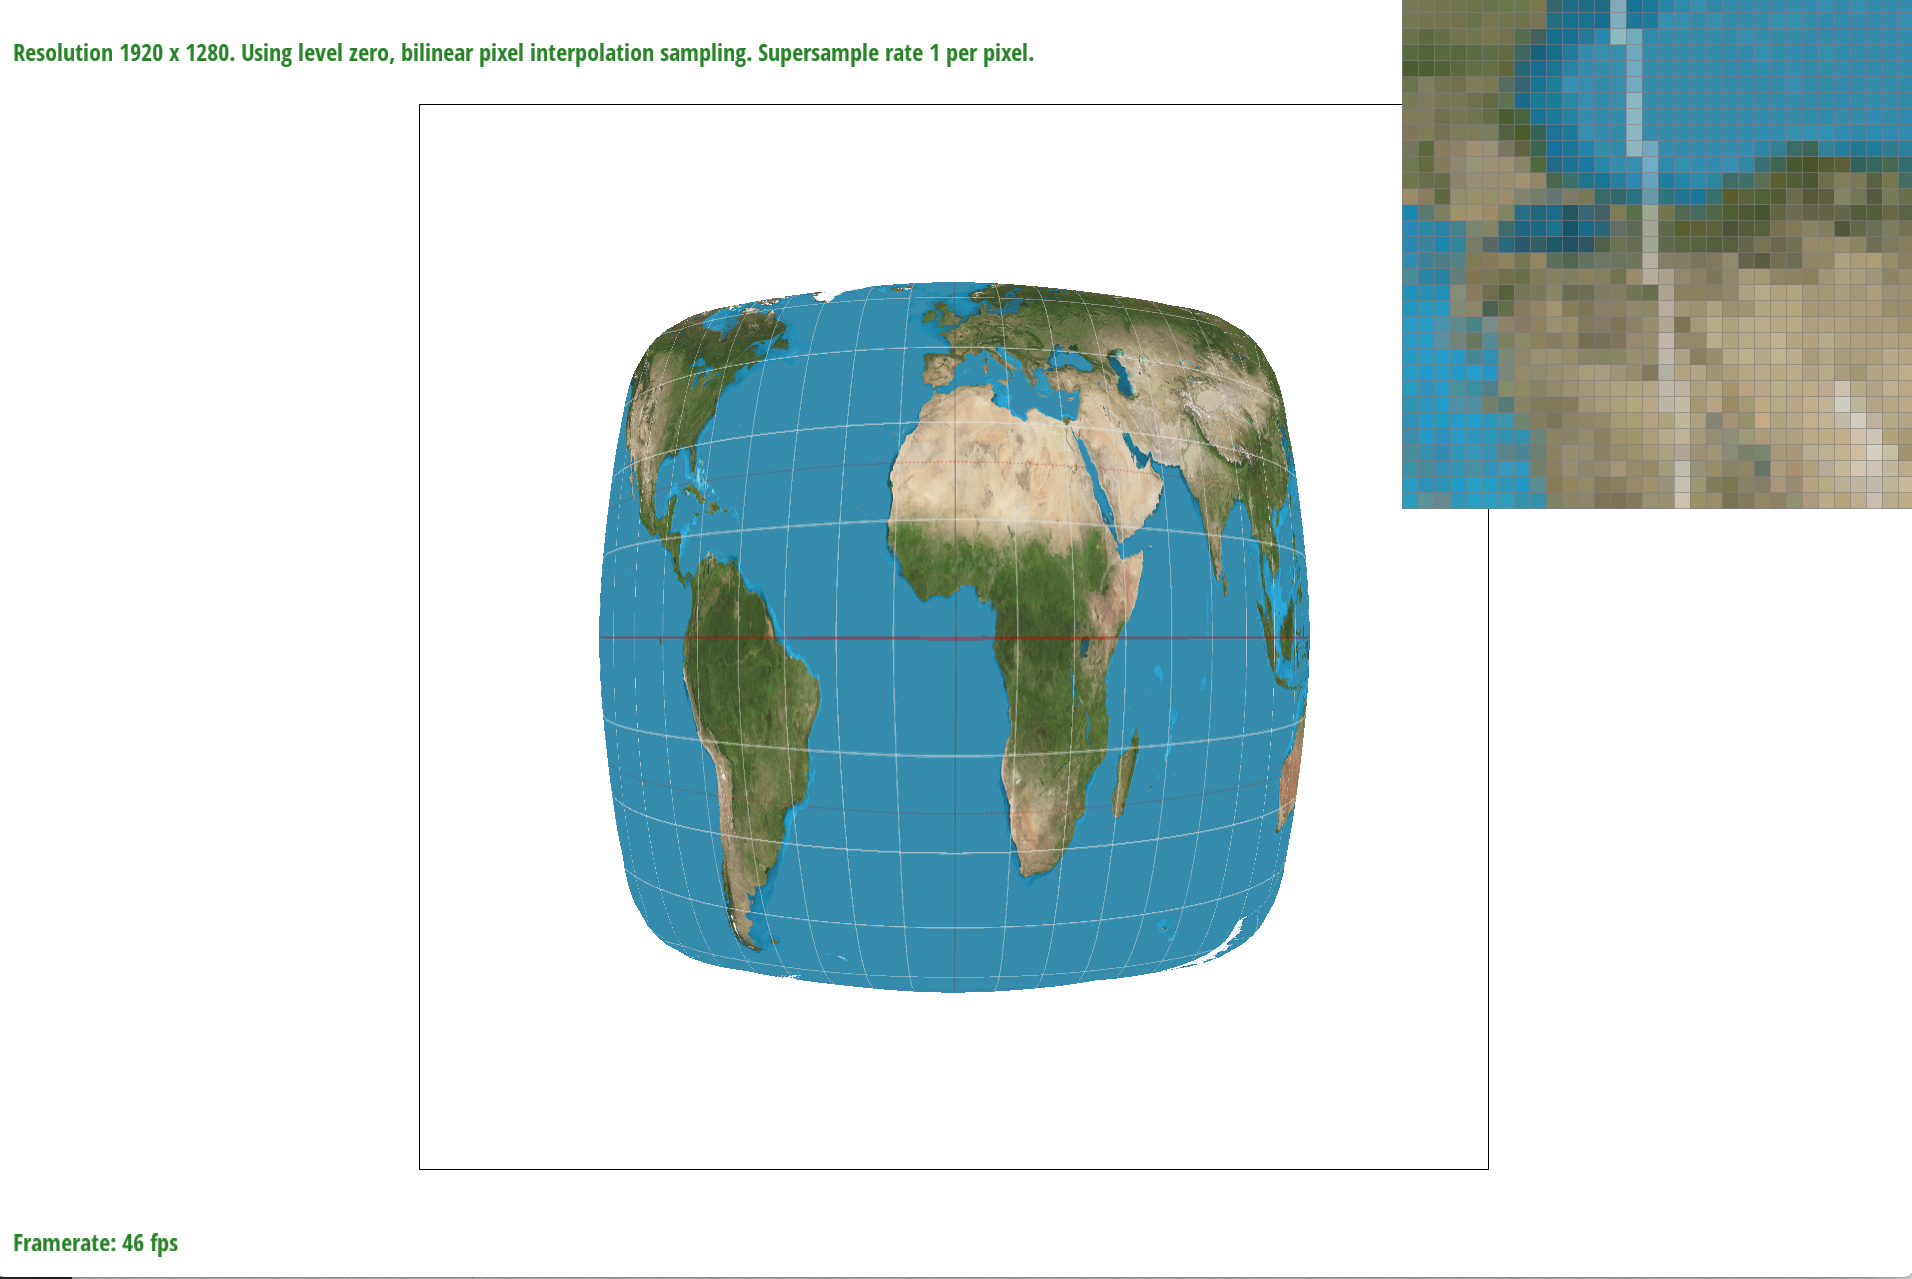 Resolution 1920 x 1280. Using level zero, bilinear pixel interpolation sampling. Supersample rate 1 per pixel.
Framerate: 46 fps